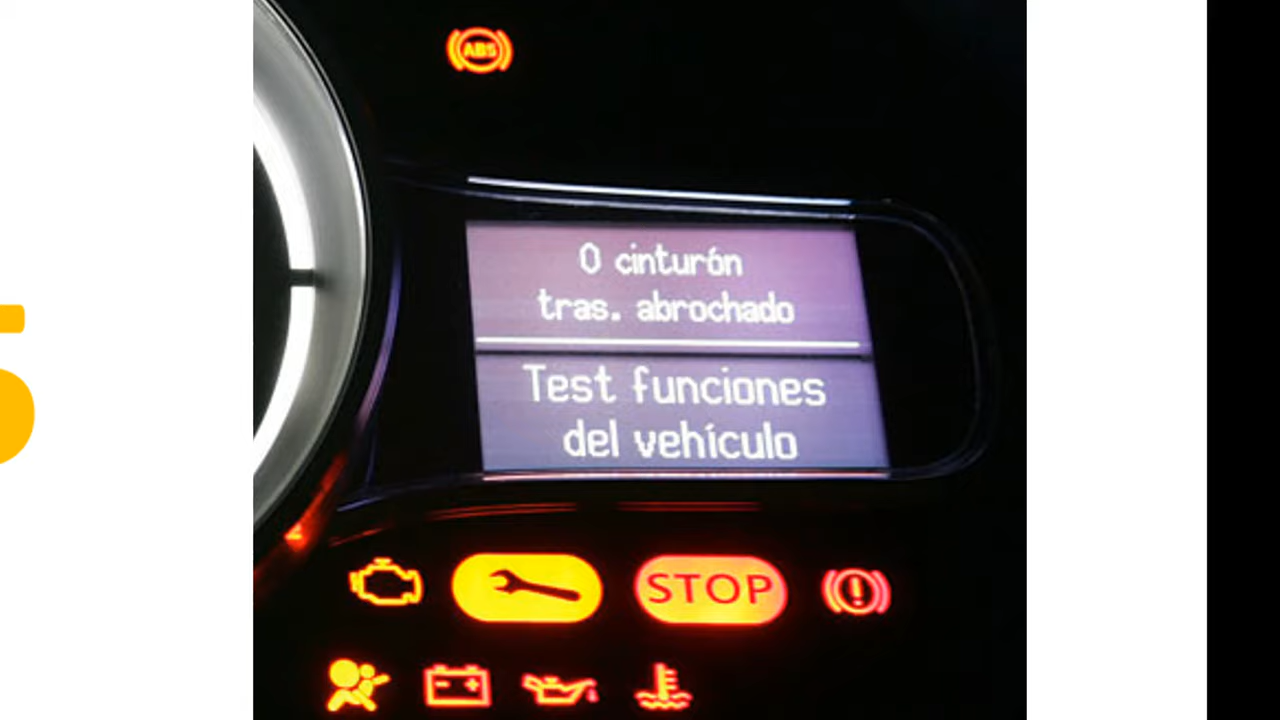 ABS
0 cinturón
tras. abrochado
Test funciones
del vehículo
STOP